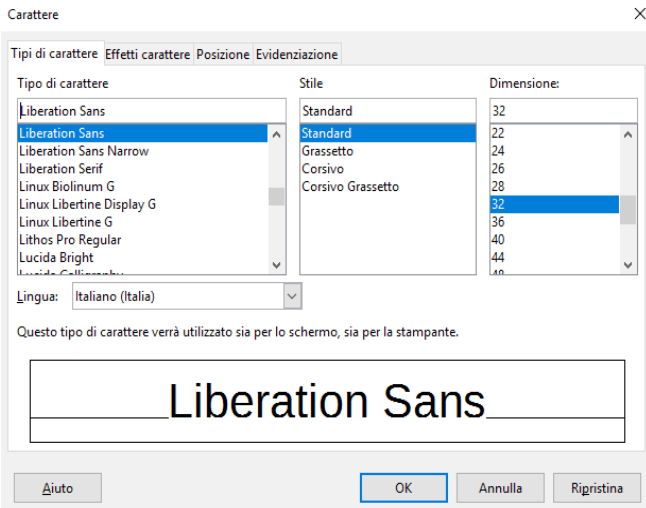 Carattere
Tipi di carattere Effetti carattere Posizione Evidenziazione
Tipo di carattere
Liberation Sans
Liberation Sans
Liberation Sans Narrow
Liberation Serif
Linux Biolinum G
Linux Libertine Display G
Linux Libertine G
Lithos Pro Regular
Lucida Bright
Lucida Calligraphy
Stile
Standard
Standard
Grassetto
Corsivo
Corsivo Grassetto
Dimensione:
32
22
24
26
28
32
36
40
44
48
Lingua: Italiano (Italia)
Questo tipo di carattere verrà utilizzato sia per lo schermo, sia per la stampante.
Liberation Sans
Aiuto OK Annulla Ripristina